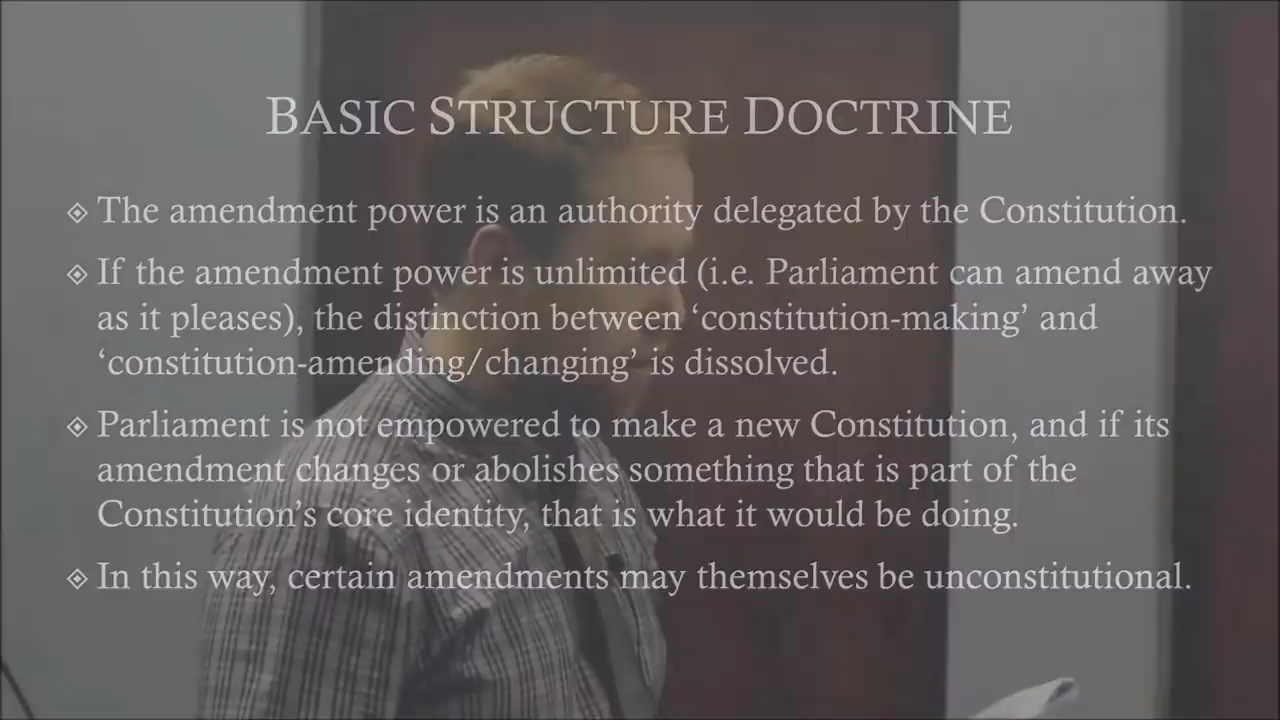 BASIC STRUCTURE DOCTRINE
The amendment power is an authority delegated by the Constitution.
If the amendment power is unlimited (i.e. Parliament can amend away
as it pleases), the distinction between ‘constitution-making’ and
‘constitution-amending/changing’ is dissolved.
Parliament is not empowered to make a new Constitution, and if its
amendment changes or abolishes something that is part of the
Constitution’s core identity, that is what it would be doing.
In this way, certain amendments may themselves be unconstitutional.